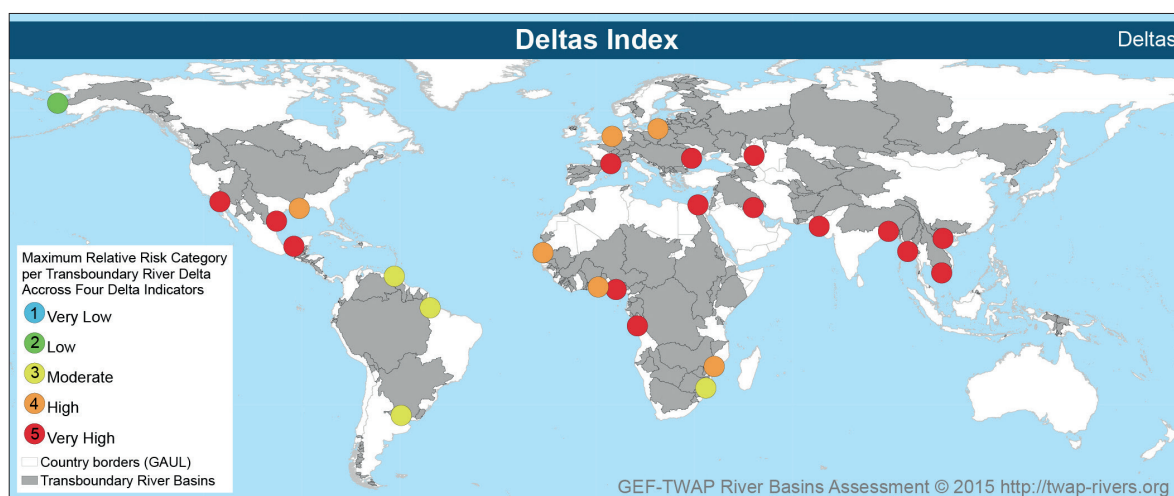 Deltas Index
Deltas
Maximum Relative Risk Category
per Transboundary River Delta
Accross Four Delta Indicators
1 Very Low
2 Low
3 Moderate
4 High
5 Very High
Country borders (GAUL)
Transboundary River Basins
GEF-TWAP River Basins Assessment © 2015 http://twap-rivers.org